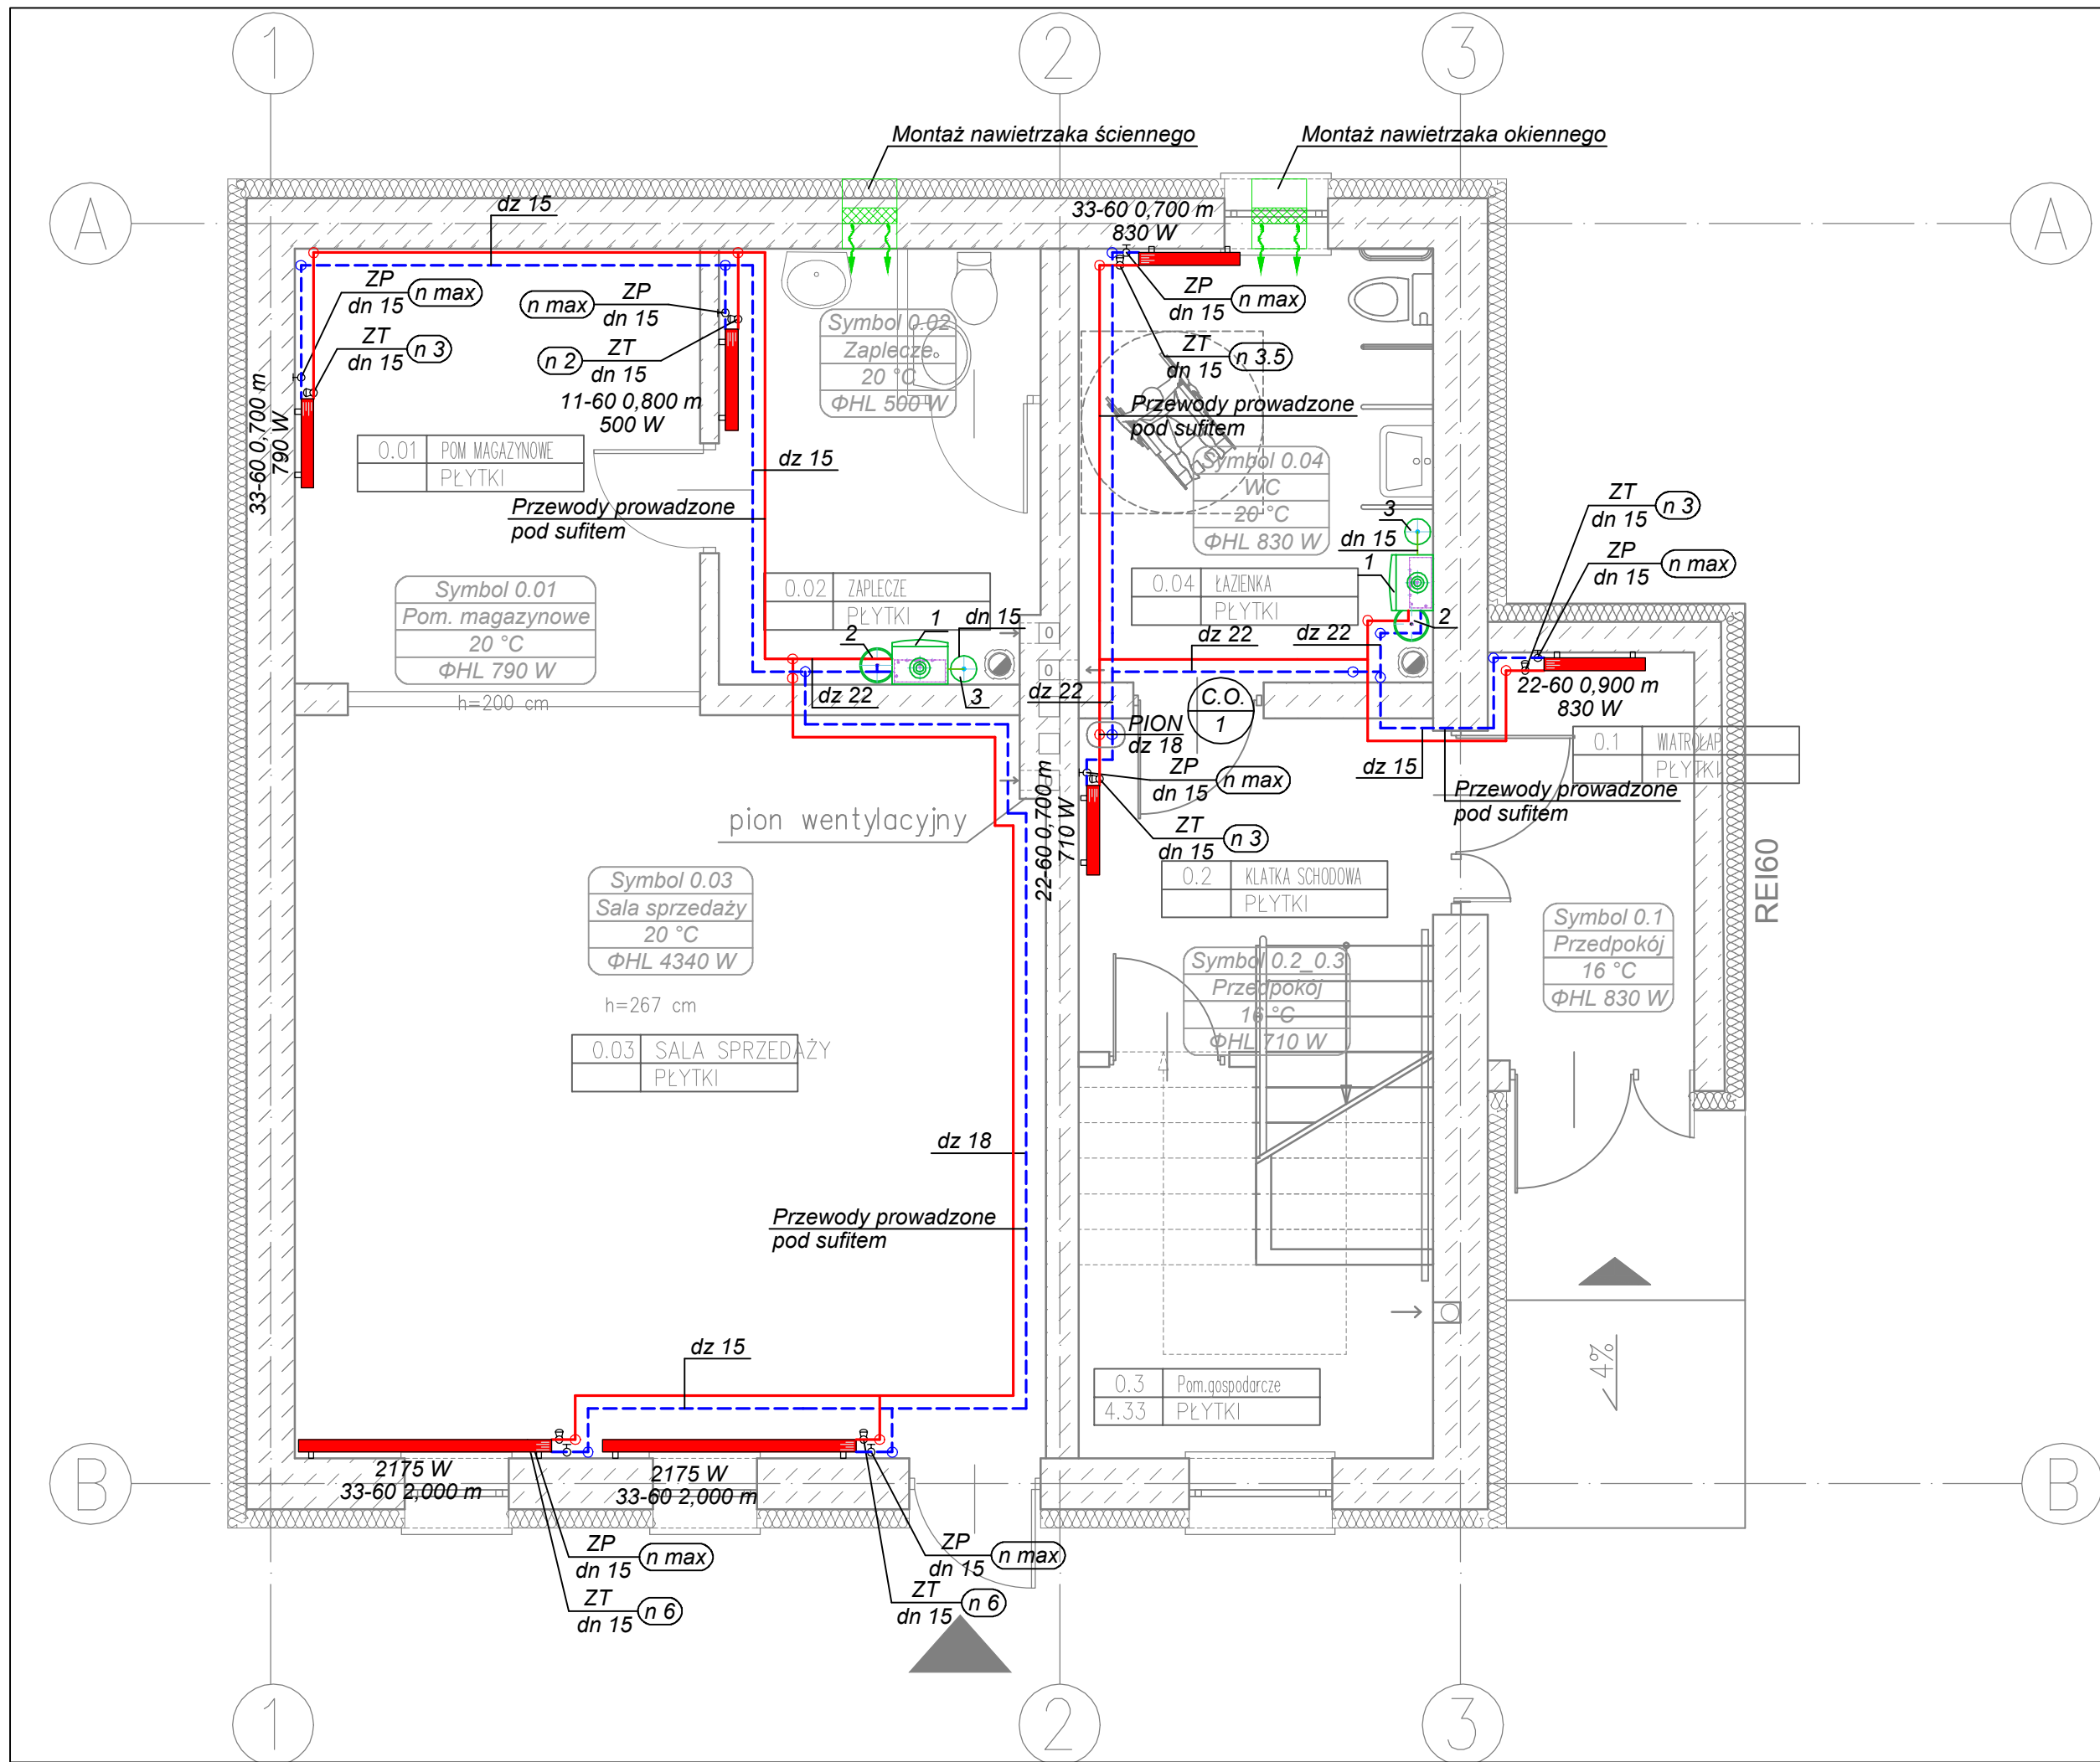 1
2
3
Montaż nawietrzaka ściennego
Montaż nawietrzaka okiennego
A
A
dz 15
33-60 0,700 m
830 W
ZP
dn 15
n max
n max
ZP
dn 15
ZP
dn 15
n max
ZT
dn 15
n 3
n 2
ZT
dn 15
ZT
dn 15
n 3.5
Symbol 0.02
Zaplecze
20 °C
ΦHL 500 W
11-60 0,800 m
500 W
33-60 0,700 m
790 W
Przewody prowadzone
pod sufitem
0.01 POM MAGAZYNOWE
PŁYTKI
dz 15
Symbol 0.04
WC
20 °C
ΦHL 830 W
Przewody prowadzone
pod sufitem
ZT
dn 15
n 3
3
dn 15
1
ZP
dn 15
n max
Symbol 0.01
Pom. magazynowe
20 °C
ΦHL 790 W
0.02 ZAPLECZE
PŁYTKI
0.04 ŁAZIENKA
PŁYTKI
2
1
dn 15
2
dz 22
dz 22
h=200 cm
dz 22
3
dz 22
22-60 0,900 m
830 W
C.O.
1
PION
dz 18
0.1 WIATROŁAP
PŁYTKI
ZP
dn 15
n max
dz 15
Przewody prowadzone
pod sufitem
pion wentylacyjny
22-60 0,700 m
710 W
ZT
dn 15
n 3
0.2 KLATKA SCHODOWA
PŁYTKI
REI60
Symbol 0.03
Sala sprzedaży
20 °C
ΦHL 4340 W
Symbol 0.1
Przedpokój
16 °C
ΦHL 830 W
Symbol 0.2_0.3
Przedpokój
16 °C
ΦHL 710 W
h=267 cm
0.03 SALA SPRZEDAŻY
PŁYTKI
dz 18
Przewody prowadzone
pod sufitem
dz 15
4%
0.3 Pom.gospodarcze
4.33 PŁYTKI
B
B
2175 W
33-60 2,000 m
2175 W
33-60 2,000 m
ZP
dn 15
n max
ZP
dn 15
n max
ZT
dn 15
n 6
ZT
dn 15
n 6
1
2
3